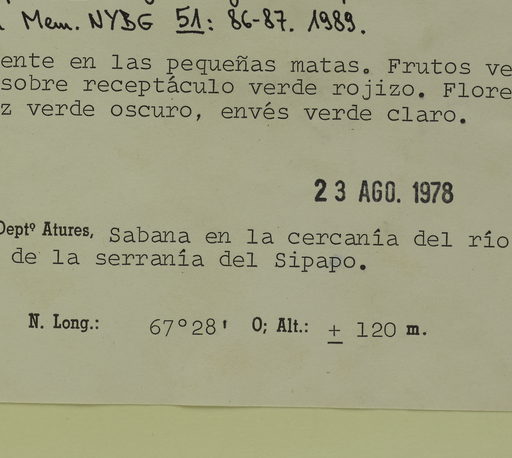 Mem. NYBG 51: 86-87. 1989.
ente en las pequeñas matas. Frutos ve
sobre receptáculo verde rojizo. Flore
z verde oscuro, envés verde claro.
23 AGO. 1978
Deptº Atures, Sabana en la cercanía del río
de la serranía del Sipapo.
N. Long.: 67°28' O; Alt.: ± 120 m.